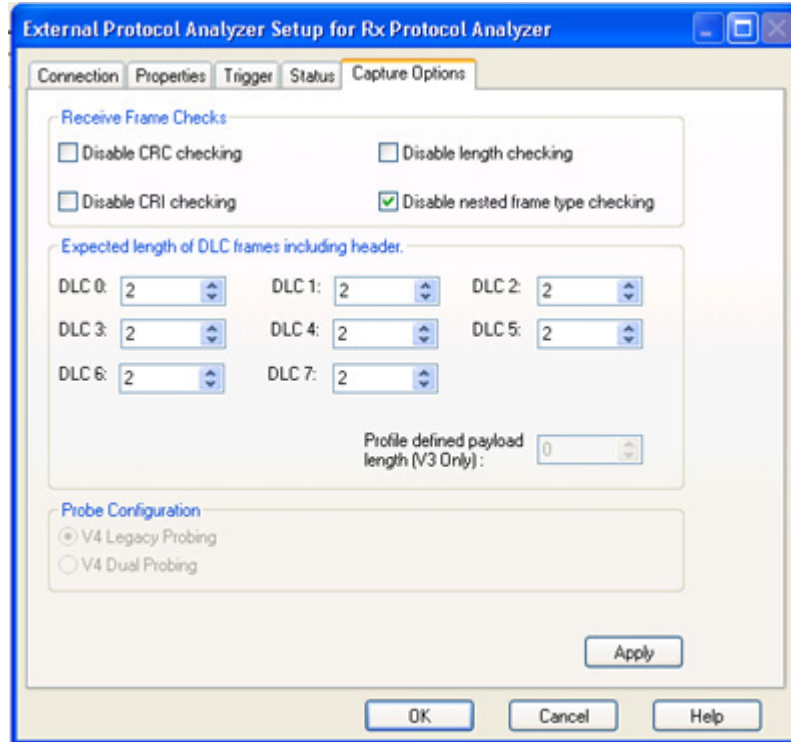 External Protocol Analyzer Setup for Rx Protocol Analyzer
Connection Properties Trigger Status Capture Options
Receive Frame Checks
Disable CRC checking Disable length checking
Disable CRI checking Disable nested frame type checking
Expected length of DLC frames including header.
DLC 0: 2 DLC 1: 2 DLC 2: 2
DLC 3: 2 DLC 4: 2 DLC 5: 2
DLC 6: 2 DLC 7: 2
Profile defined payload
length (V3 Only) : 0
Probe Configuration
V4 Legacy Probing
V4 Dual Probing
Apply
OK Cancel Help